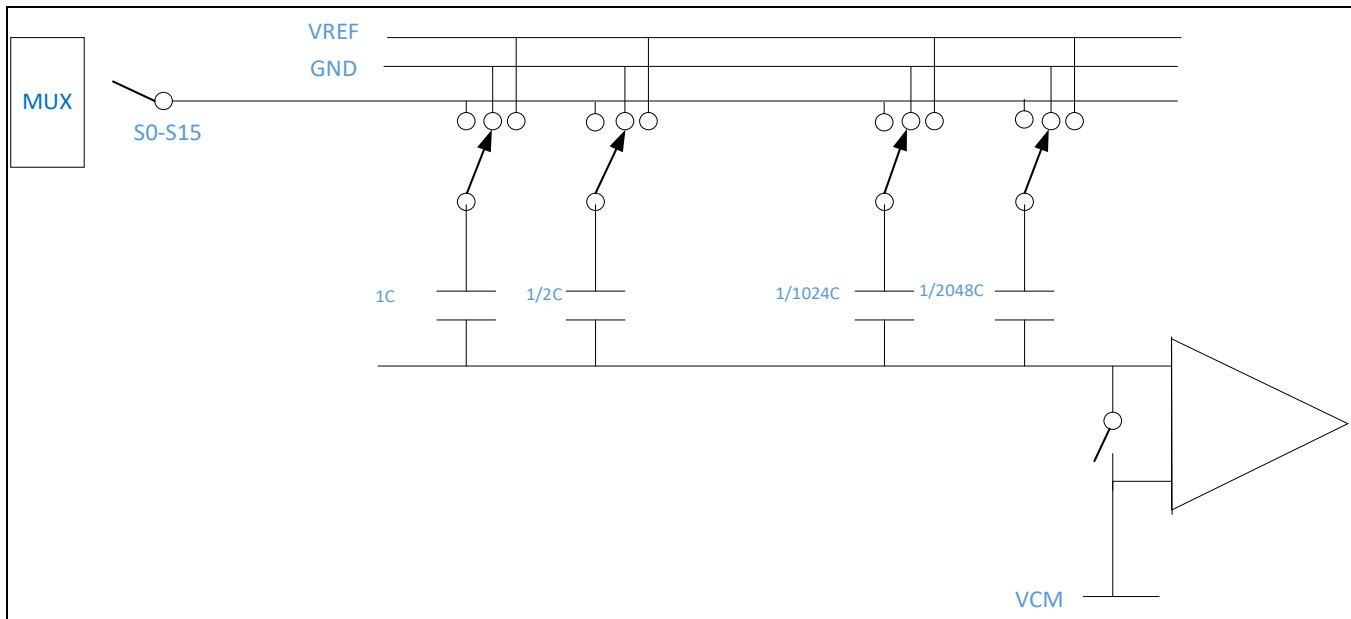 VREF
GND
MUX
S0-S15
1C
1/2C
1/1024C
1/2048C
VCM